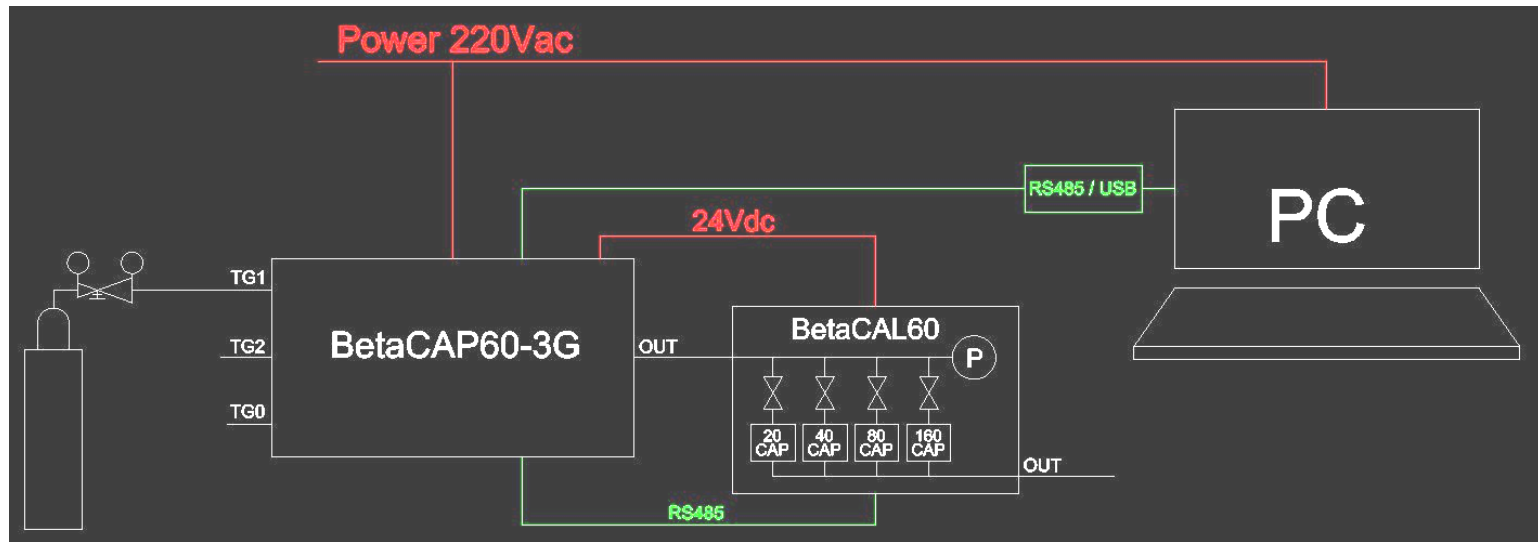 Power 220Vac
RS485 / USB
PC
24Vdc
TG1
BetaCAP60-3G
TG2
TG0
OUT
BetaCAL60
P
20 CAP
40 CAP
80 CAP
160 CAP
OUT
RS485